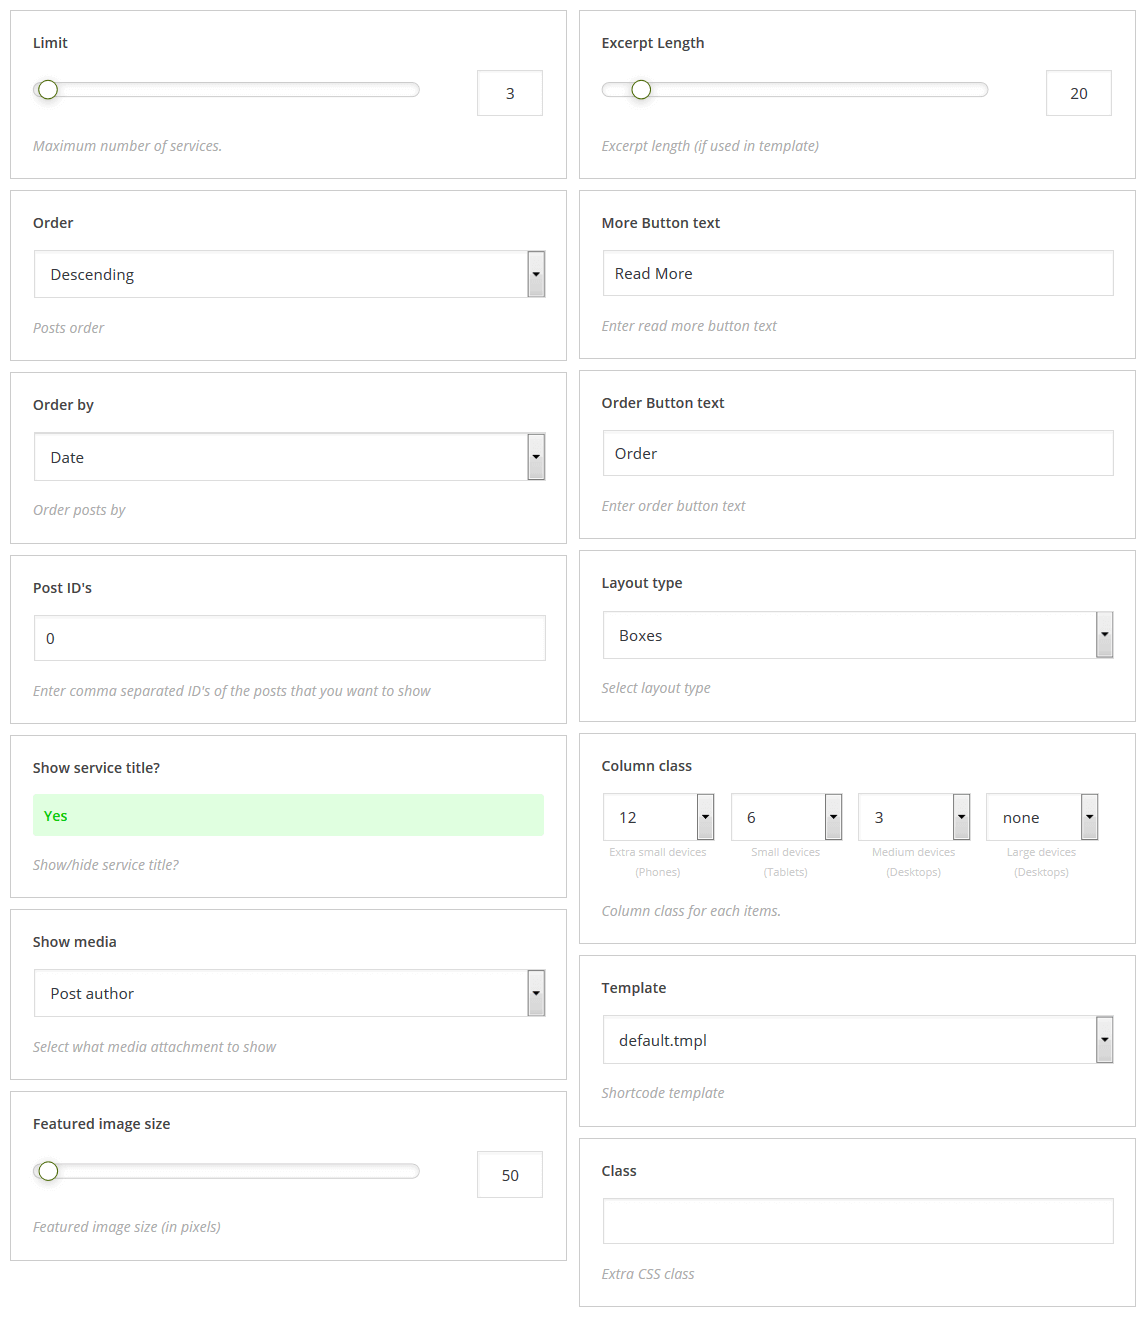 Limit
3
Maximum number of services.
Order
Descending
Posts order
Order by
Date
Order posts by
Post ID's
0
Enter comma separated ID's of the posts that you want to show
Show service title?
Yes
Show/hide service title?
Show media
Post author
Select what media attachment to show
Featured image size
50
Featured image size (in pixels)
Excerpt Length
20
Excerpt length (if used in template)
More Button text
Read More
Enter read more button text
Order Button text
Order
Enter order button text
Layout type
Boxes
Select layout type
Column class
12 6 3 none
Extra small devices Small devices Medium devices Large devices
(Phones) (Tablets) (Desktops) (Desktops)
Column class for each items.
Template
default.tmpl
Shortcode template
Class
Extra CSS class